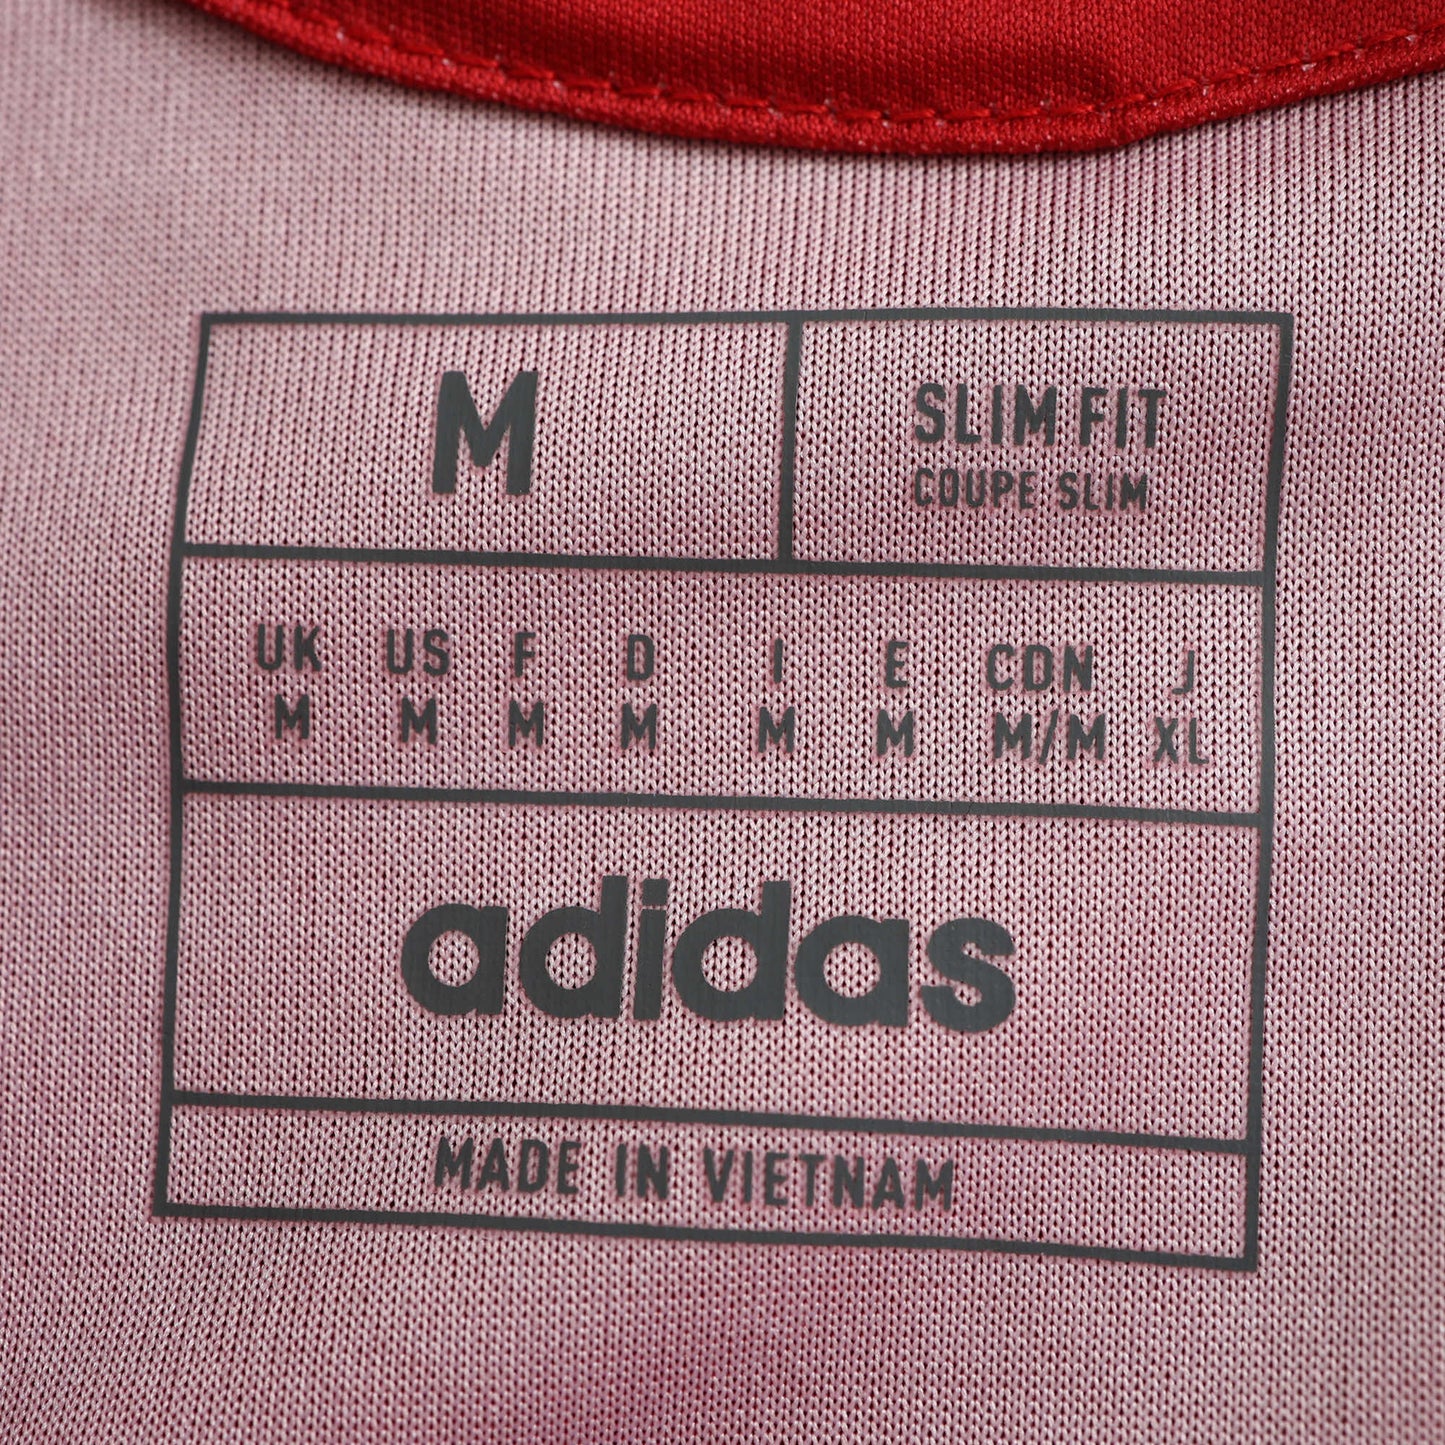 M
SLIM FIT
COUPE SLIM
UK US F D I E CDN J
M M M M M M M/M XL
adidas
MADE IN VIETNAM